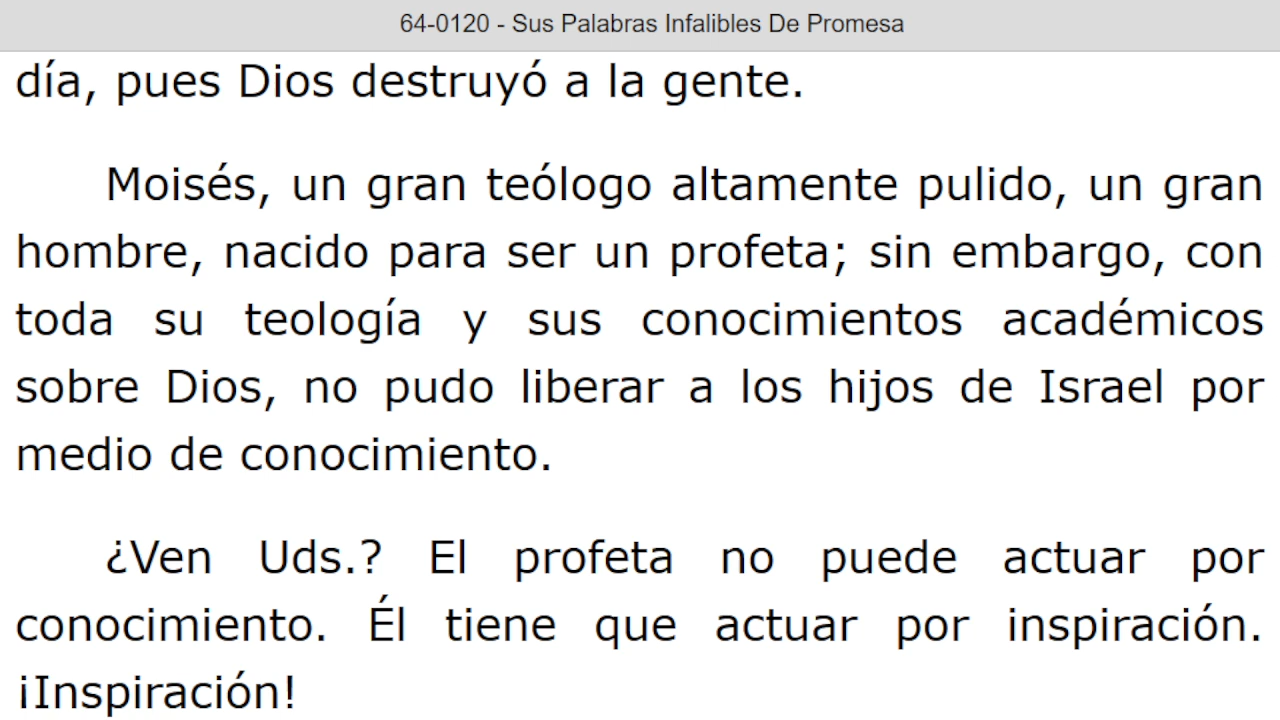 64-0120 - Sus Palabras Infalibles De Promesa
día, pues Dios destruyó a la gente.
Moisés, un gran teólogo altamente pulido, un gran
hombre, nacido para ser un profeta; sin embargo, con
toda su teología y sus conocimientos académicos
sobre Dios, no pudo liberar a los hijos de Israel por
medio de conocimiento.
¿Ven Uds.? El profeta no puede actuar por
conocimiento. Él tiene que actuar por inspiración.
¡Inspiración!